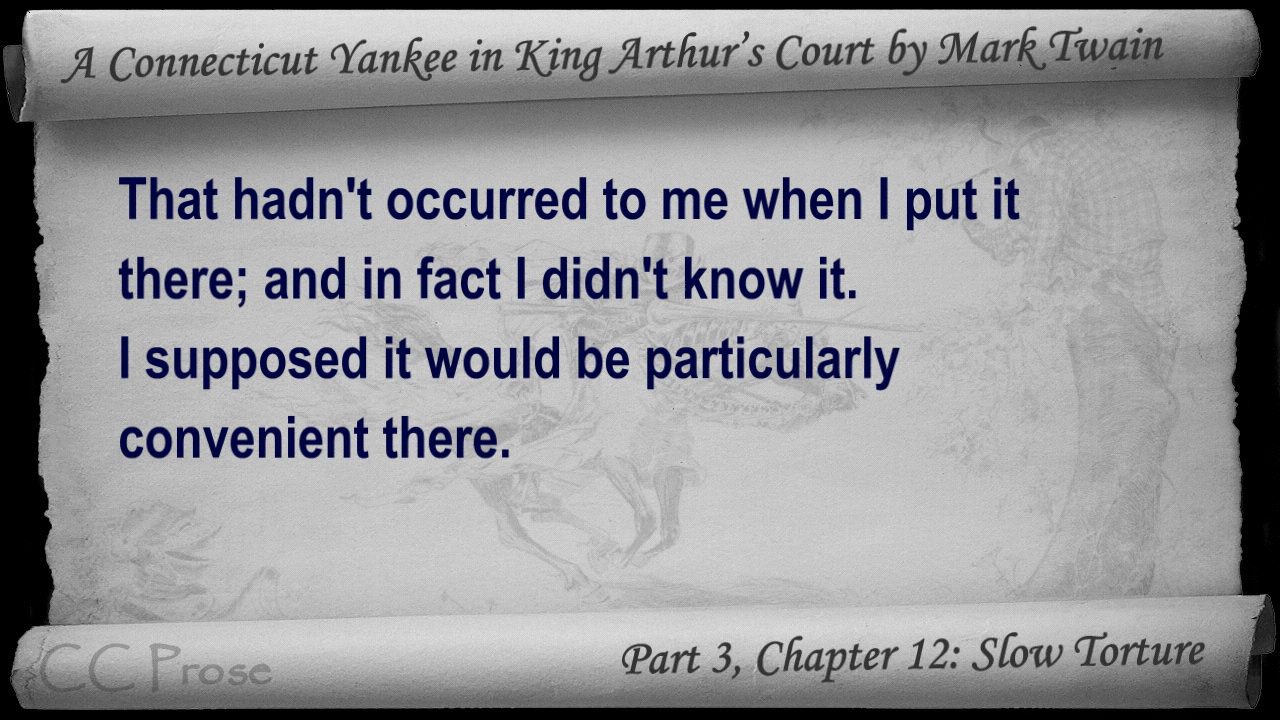 A Connecticut Yankee in King Arthur's Court by Mark Twain
That hadn't occurred to me when I put it
there; and in fact I didn't know it.
I supposed it would be particularly
convenient there.
CC Prose
Part 3, Chapter 12: Slow Torture